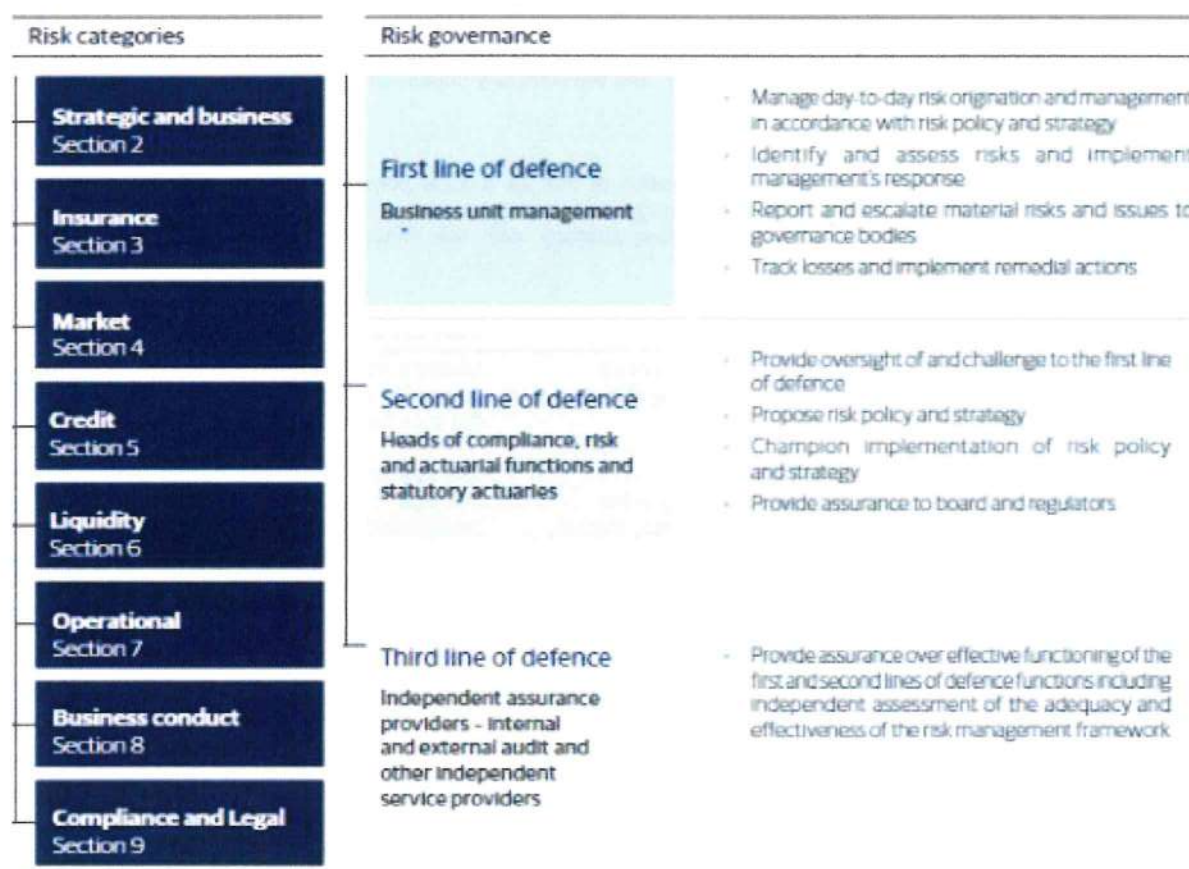 Risk categories
Risk governance
Strategic and business
Section 2
Insurance
Section 3
Market
Section 4
Credit
Section 5
Liquidity
Section 6
Operational
Section 7
Business conduct
Section 8
Compliance and Legal
Section 9
First line of defence
Business unit management
- Manage day-to-day risk origination and management
in accordance with risk policy and strategy
- Identify and assess risks and implement
management's response
- Report and escalate material risks and issues to
governance bodies
- Track losses and implement remedial actions
Second line of defence
Heads of compliance, risk
and actuarial functions and
statutory actuaries
- Provide oversight of and challenge to the first line
of defence
- Propose risk policy and strategy
- Champion implementation of risk policy
and strategy
- Provide assurance to board and regulators
Third line of defence
Independent assurance
providers - internal
and external audit and
other independent
service providers
- Provide assurance over effective functioning of the
first and second lines of defence functions including
independent assessment of the adequacy and
effectiveness of the risk management framework